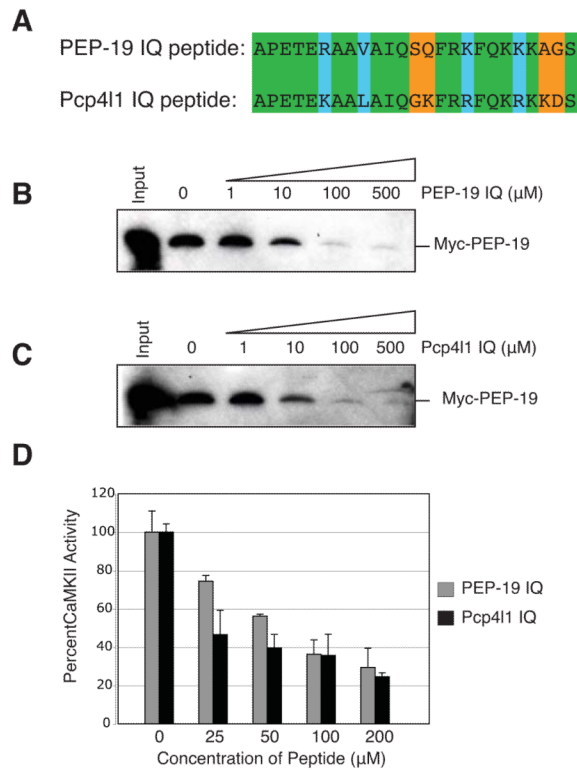 A
PEP-19 IQ peptide: APETERAAVAIQSQFRKFQKKKAGS
Pcp4l1 IQ peptide: APETEKAALAIQGKFRRFQKRKKDS
B
Input 0 1 10 100 500 PEP-19 IQ (µM)
Myc-PEP-19
C
Input 0 1 10 100 500 Pcp4l1 IQ (µM)
Myc-PEP-19
D
PercentCaMKII Activity
120
100
80
60
40
20
0
0 25 50 100 200
Concentration of Peptide (µM)
PEP-19 IQ
Pcp4l1 IQ